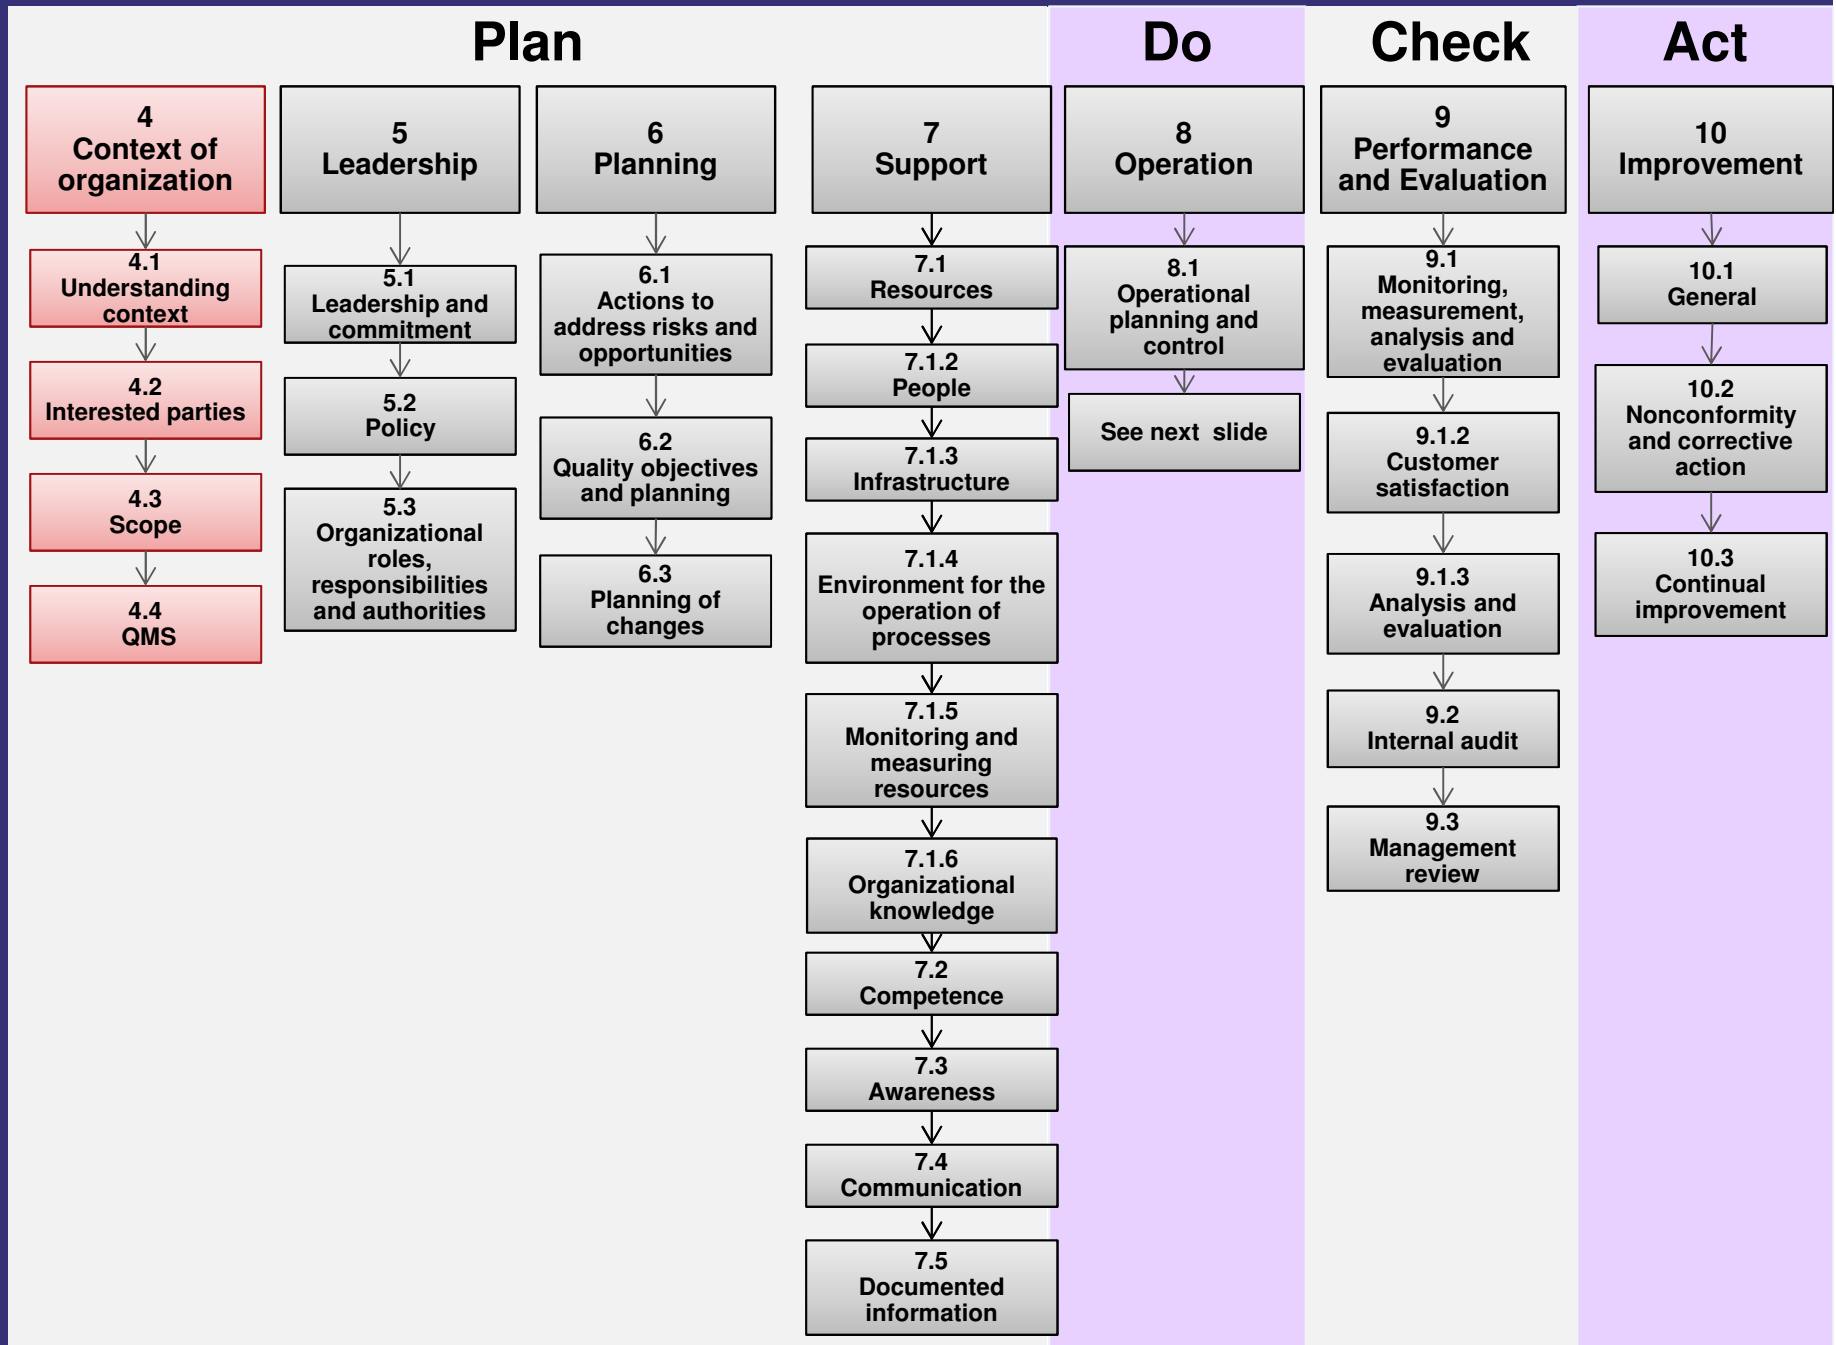 Plan
Do
Check
Act
4
Context of
organization
4.1
Understanding
context
4.2
Interested parties
4.3
Scope
4.4
QMS
5
Leadership
5.1
Leadership and
commitment
5.2
Policy
5.3
Organizational
roles,
responsibilities
and authorities
6
Planning
6.1
Actions to
address risks and
opportunities
6.2
Quality objectives
and planning
6.3
Planning of
changes
7
Support
7.1
Resources
7.1.2
People
7.1.3
Infrastructure
7.1.4
Environment for the
operation of
processes
7.1.5
Monitoring and
measuring
resources
7.1.6
Organizational
knowledge
7.2
Competence
7.3
Awareness
7.4
Communication
7.5
Documented
information
8
Operation
8.1
Operational
planning and
control
See next slide
9
Performance
and Evaluation
9.1
Monitoring,
measurement,
analysis and
evaluation
9.1.2
Customer
satisfaction
9.1.3
Analysis and
evaluation
9.2
Internal audit
9.3
Management
review
10
Improvement
10.1
General
10.2
Nonconformity
and corrective
action
10.3
Continual
improvement